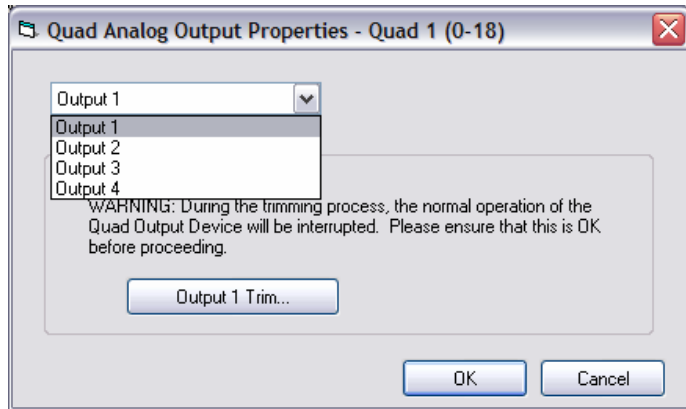 Quad Analog Output Properties - Quad 1 (0-18)
Output 1
Output 1
Output 2
Output 3
Output 4
WARNING: During the trimming process, the normal operation of the
Quad Output Device will be interrupted. Please ensure that this is OK
before proceeding.
Output 1 Trim...
OK
Cancel